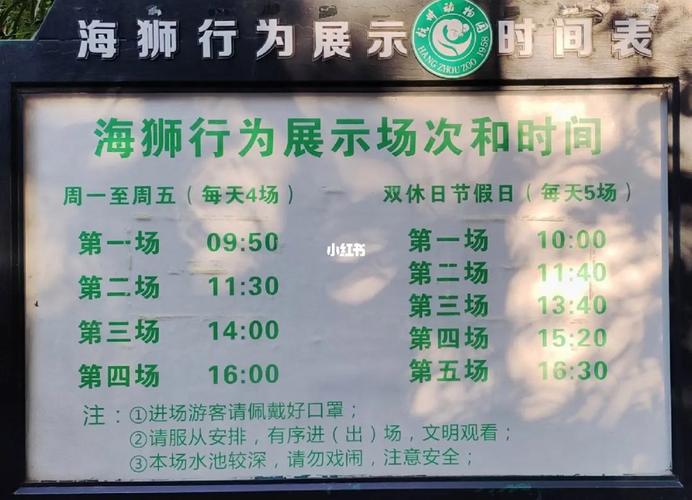 海狮行为展示 时间表
杭州动物园
HANG ZHOU ZOO 1958
海狮行为展示场次和时间
周一至周五（每天4场）
第一场 09:50
第二场 11:30
第三场 14:00
第四场 16:00
双休日节假日（每天5场）
第一场 10:00
第二场 11:40
第三场 13:40
第四场 15:20
第五场 16:30
小红书
注：①进场游客请佩戴好口罩；
②请服从安排，有序进（出）场，文明观看；
③本场水池较深，请勿戏闹，注意安全；